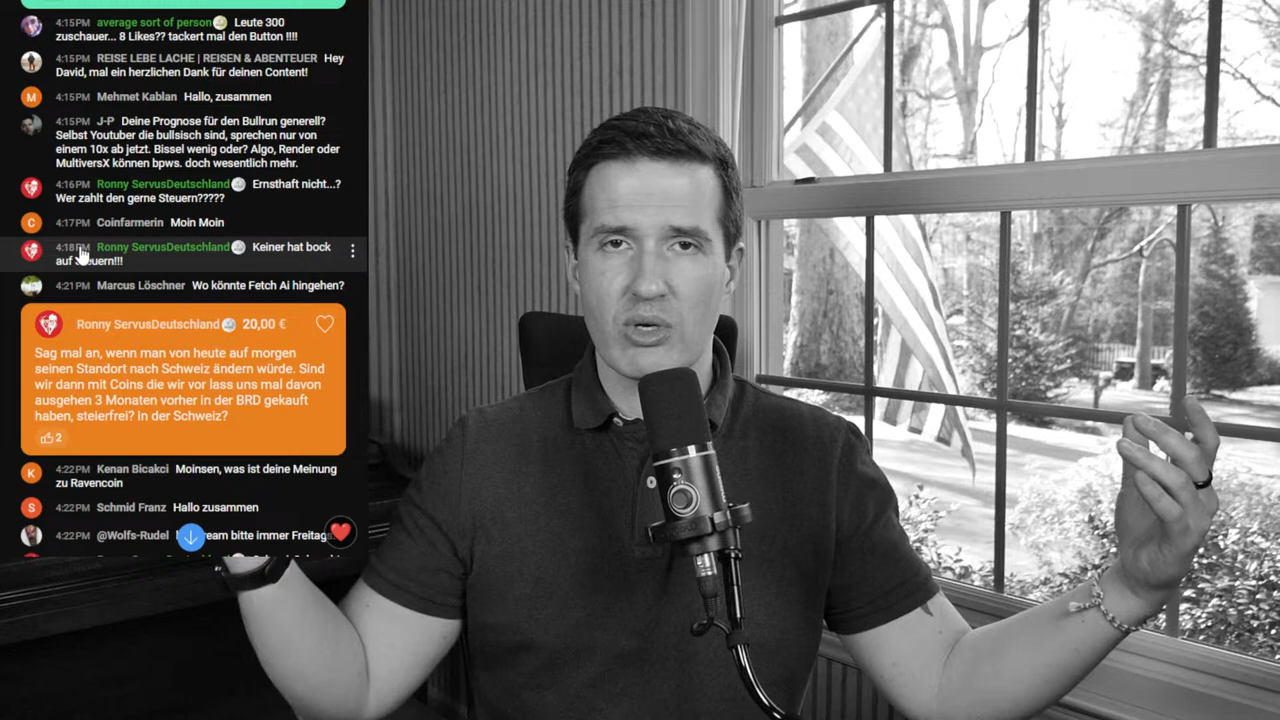 4:15PM average sort of person Leute 300
zuschauer... 8 Likes?? tackert mal den Button !!!!
4:15PM REISE LEBE LACHE | REISEN & ABENTEUER Hey
David, mal ein herzlichen Dank für deinen Content!
M 4:15PM Mehmet Kablan Hallo, zusammen
4:15PM J-P Deine Prognose für den Bullrun generell?
Selbst Youtuber die bullsisch sind, sprechen nur von
einem 10x ab jetzt. Bissel wenig oder? Algo, Render oder
MultiversX können bpws. doch wesentlich mehr.
4:16PM Ronny ServusDeutschland Ernsthaft nicht...?
Wer zahlt den gerne Steuern?????
C 4:17PM Coinfarmerin Moin Moin
4:18PM Ronny ServusDeutschland Keiner hat bock
auf Steuern!!!
4:21PM Marcus Löschner Wo könnte Fetch Ai hingehen?
Ronny ServusDeutschland 20,00 €
Sag mal an, wenn man von heute auf morgen
seinen Standort nach Schweiz ändern würde. Sind
wir dann mit Coins die wir vor lass uns mal davon
ausgehen 3 Monaten vorher in der BRD gekauft
haben, steierfrei? In der Schweiz?
2
K 4:22PM Kenan Bicakci Moinsen, was ist deine Meinung
zu Ravencoin
S 4:22PM Schmid Franz Hallo zusammen
4:22PM @Wolfs-Rudel ream bitte immer Freitags